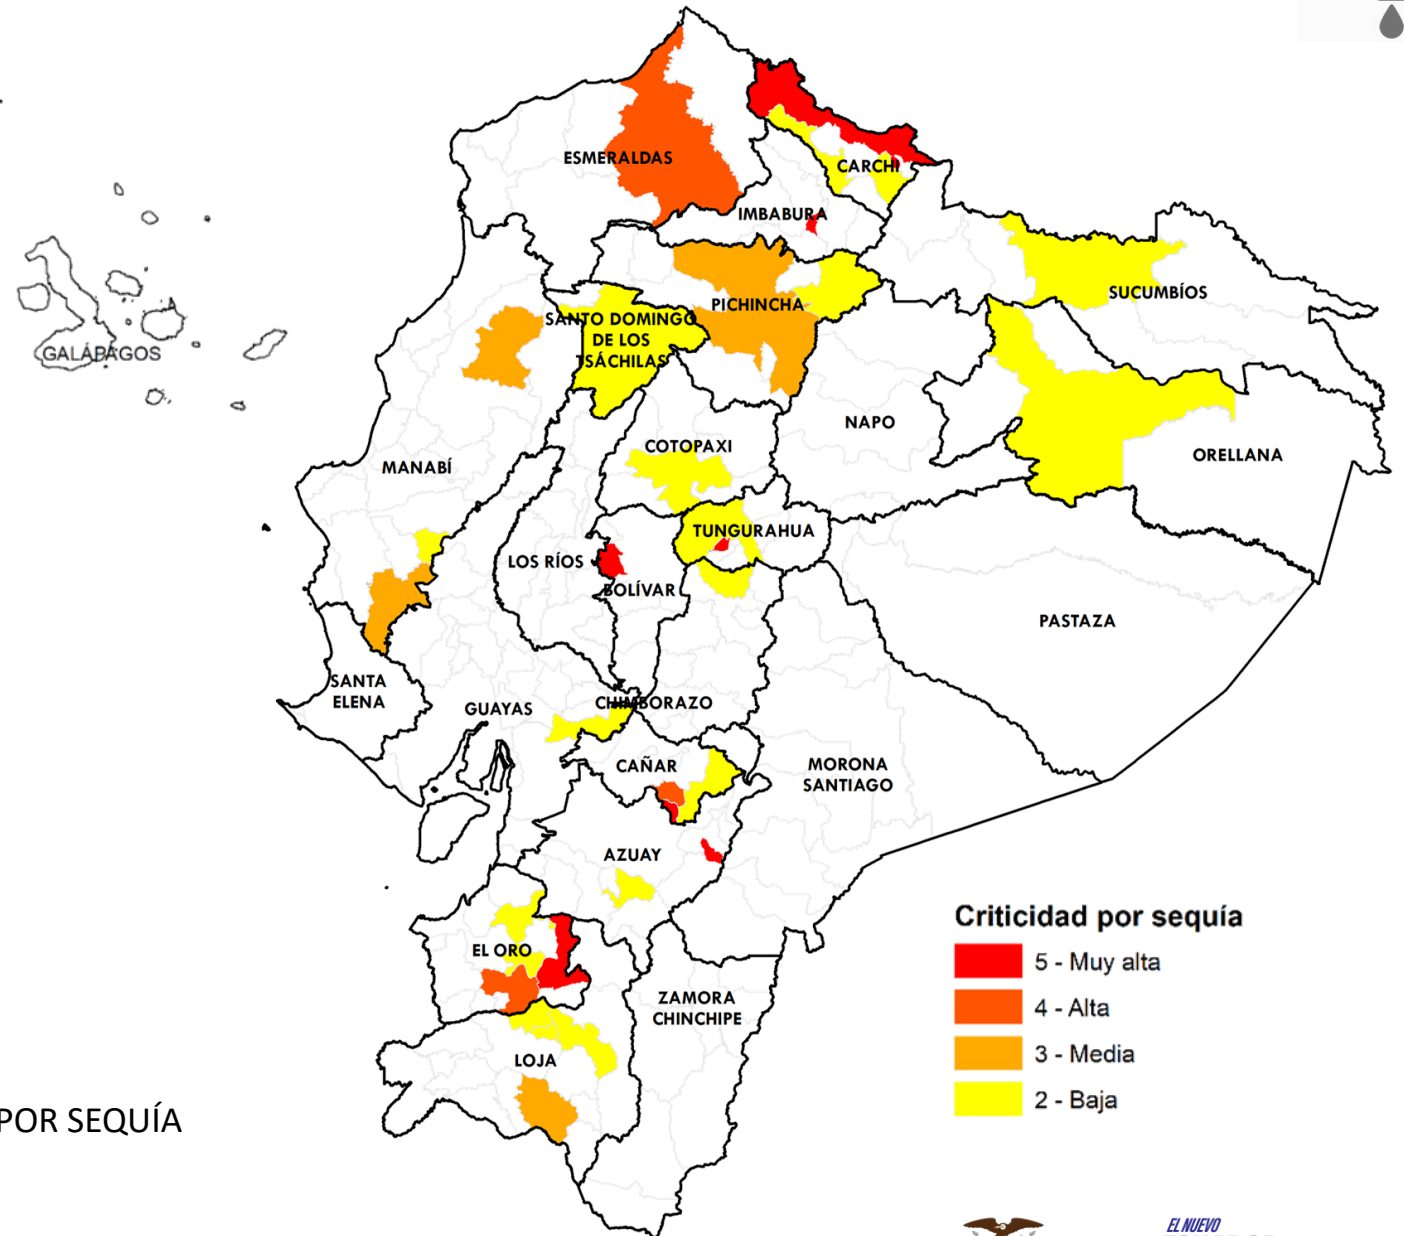 ESMERALDAS
CARCHI
IMBABURA
SUCUMBÍOS
PICHINCHA
SANTO DOMINGO
DE LOS
TSÁCHILAS
GALÁPAGOS
NAPO
COTOPAXI
ORELLANA
MANABÍ
TUNGURAHUA
LOS RÍOS
BOLÍVAR
PASTAZA
SANTA
ELENA
GUAYAS
CHIMBORAZO
CAÑAR
MORONA
SANTIAGO
AZUAY
EL ORO
ZAMORA
CHINCHIPE
LOJA
Criticidad por sequía
5 - Muy alta
4 - Alta
3 - Media
2 - Baja
POR SEQUÍA
EL NUEVO